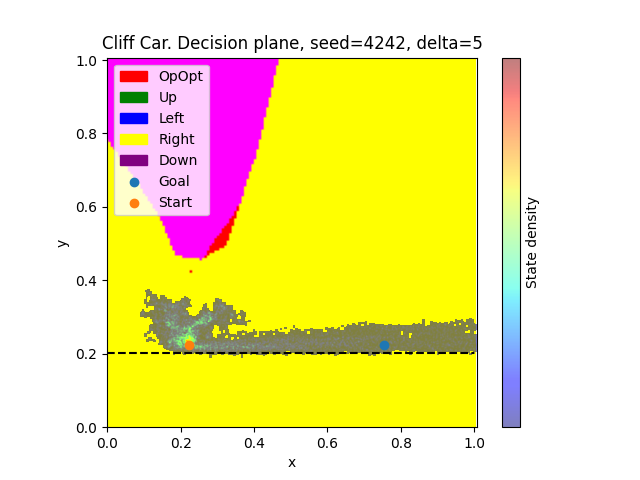 Cliff Car. Decision plane, seed=4242, delta=5
1.0
0.8
0.6
0.4
0.2
0.0
y
OpOpt
Up
Left
Right
Down
Goal
Start
0.0 0.2 0.4 0.6 0.8 1.0
x
State density